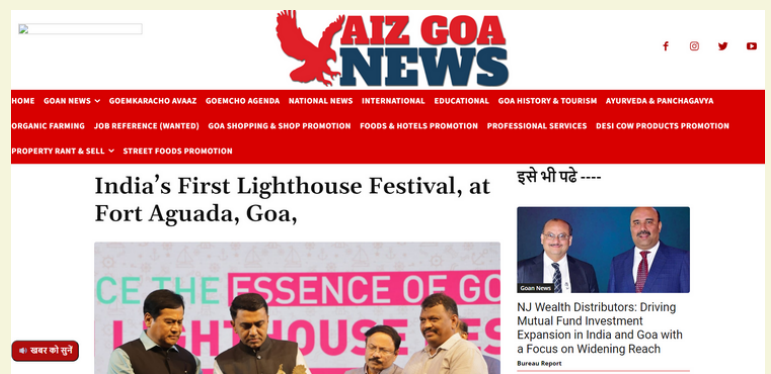 AIZ GOA
NEWS
HOME GOAN NEWS GOEMKARACHO AVAAZ GOEMCHO AGENDA NATIONAL NEWS INTERNATIONAL EDUCATIONAL GOA HISTORY & TOURISM AYURVEDA & PANCHAGAVYA
ORGANIC FARMING JOB REFERENCE (WANTED) GOA SHOPPING & SHOP PROMOTION FOODS & HOTELS PROMOTION PROFESSIONAL SERVICES DESI COW PRODUCTS PROMOTION
PROPERTY RANT & SELL STREET FOODS PROMOTION
India’s First Lighthouse Festival, at
Fort Aguada, Goa,
CE THE ESSENCE OF GO
LIGHTHOUSE FES
खबर को सुनें
इसे भी पढे ----
Goan News
NJ Wealth Distributors: Driving
Mutual Fund Investment
Expansion in India and Goa with
a Focus on Widening Reach
Bureau Report